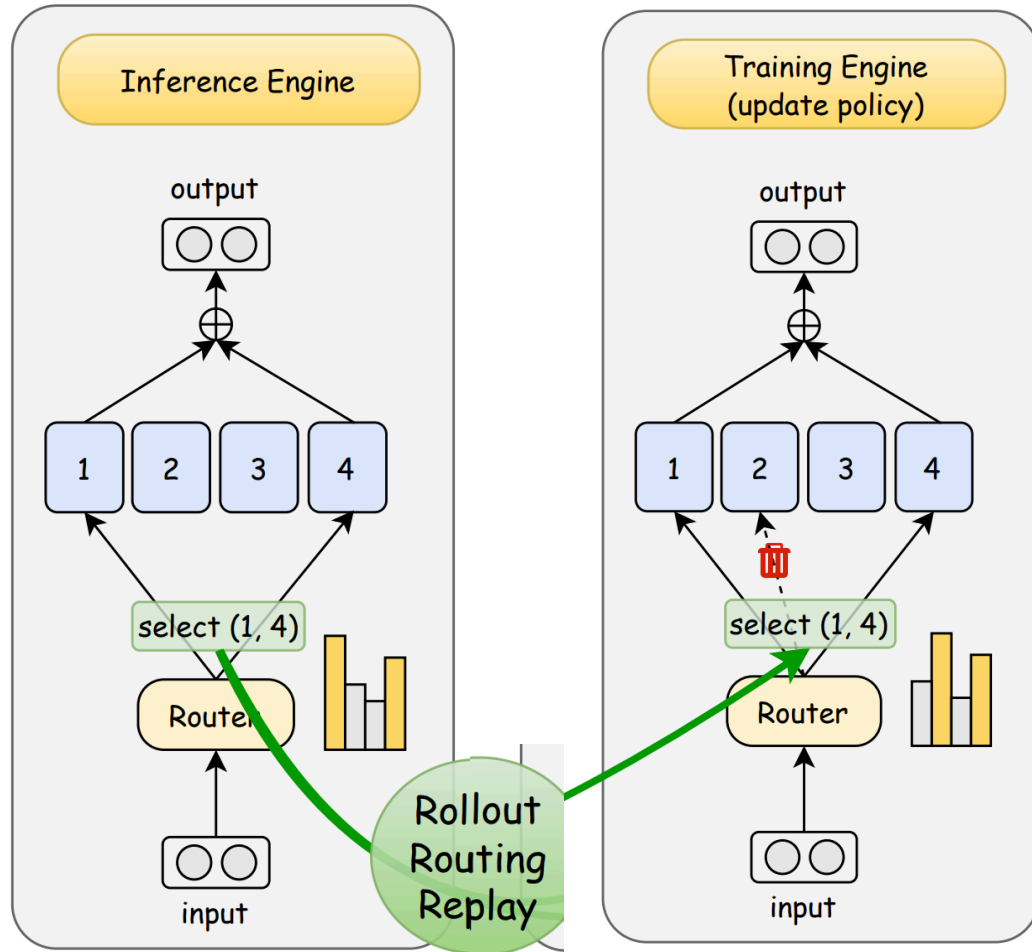 Inference Engine
output
1
2
3
4
select (1, 4)
Router
input
Rollout
Routing
Replay
Training Engine
(update policy)
output
1
2
3
4
select (1, 4)
Router
input